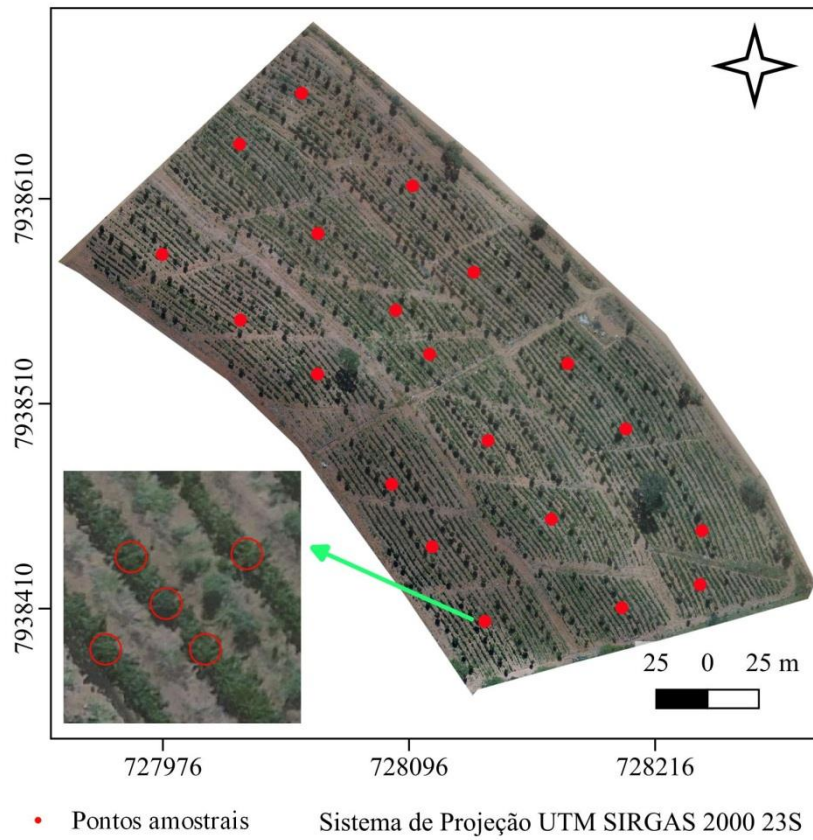 7938610
7938510
7938410
25 0 25 m
727976 728096 728216
Pontos amostrais Sistema de Projeção UTM SIRGAS 2000 23S